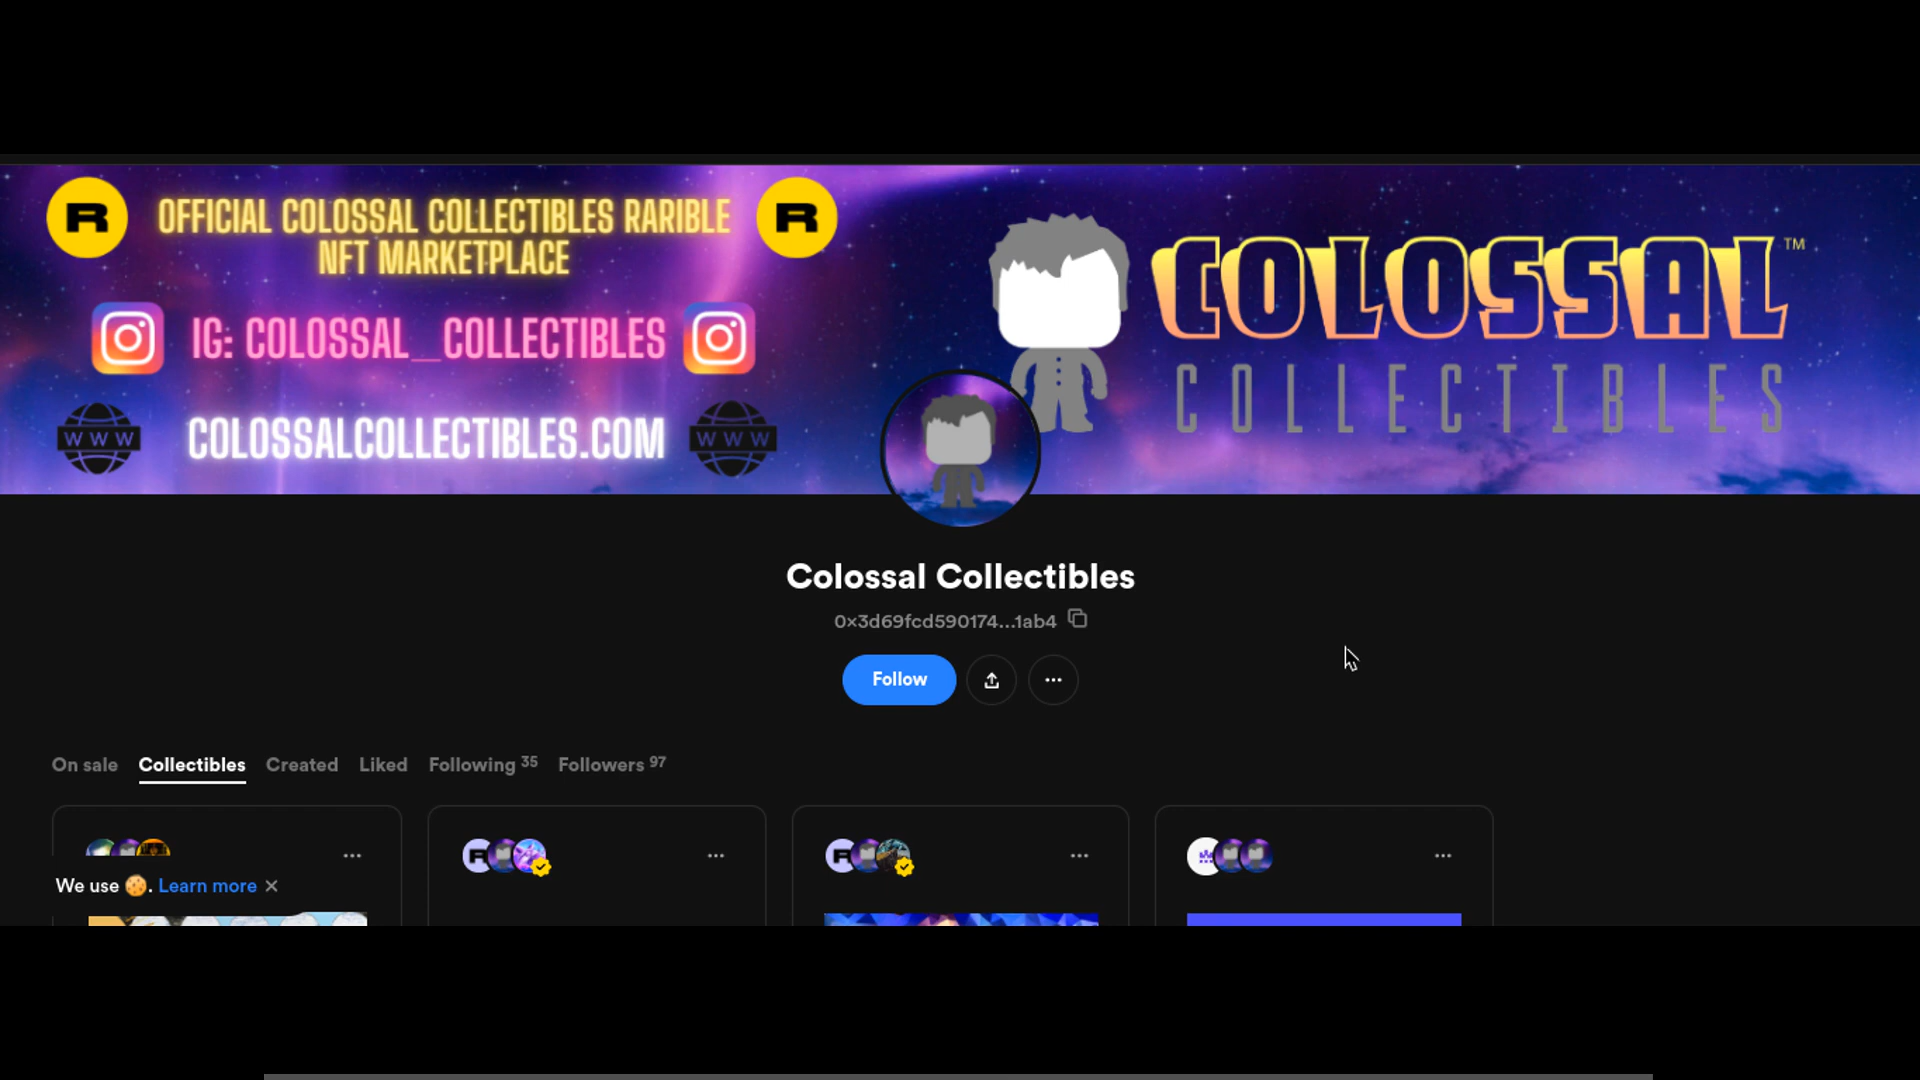 R OFFICIAL COLOSSAL COLLECTIBLES RARIBLE R
NFT MARKETPLACE
IG: COLOSSAL_COLLECTIBLES
WWW COLOSSALCOLLECTIBLES.COM WWW
COLOSSAL™
COLLECTIBLES
Colossal Collectibles
0x3d69fcd590174...1ab4
Follow
On sale Collectibles Created Liked Following 35 Followers 97
R
R
We use 🍪. Learn more ×